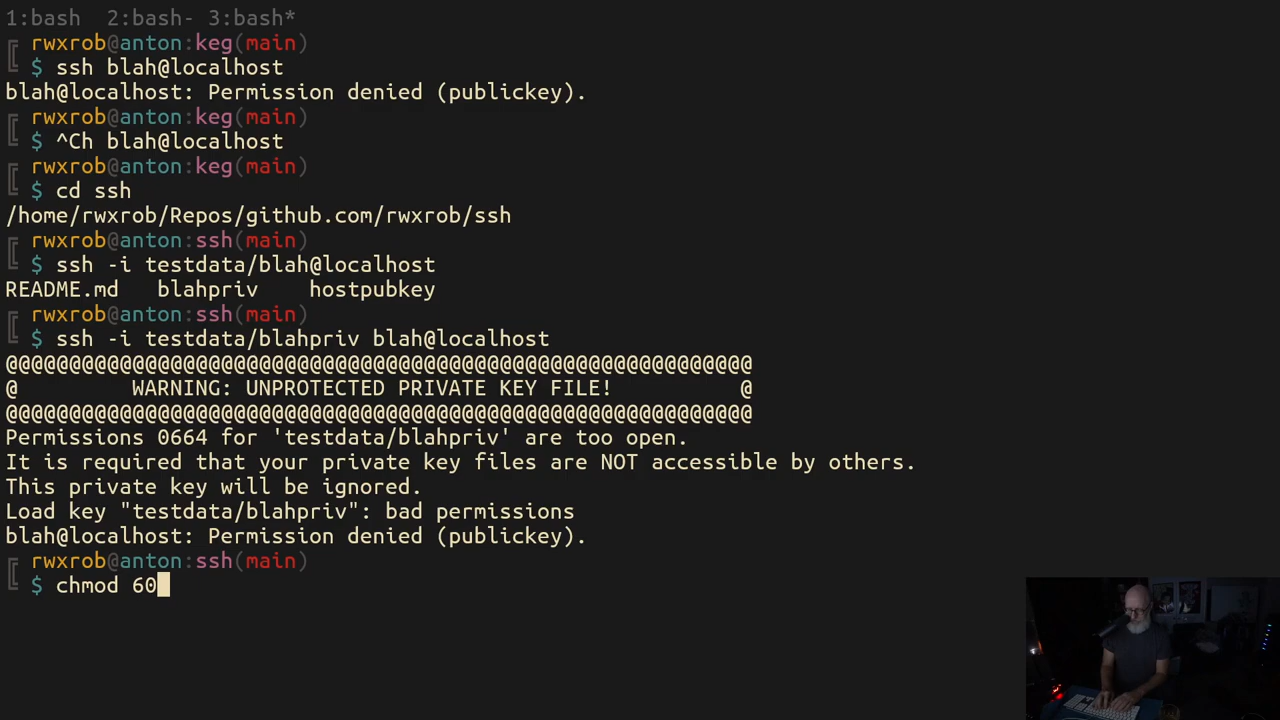 1:bash  2:bash- 3:bash*
rwxrob@anton:keg(main)
$ ssh blah@localhost
blah@localhost: Permission denied (publickey).
rwxrob@anton:keg(main)
$ ^Ch blah@localhost
rwxrob@anton:keg(main)
$ cd ssh
/home/rwxrob/Repos/github.com/rwxrob/ssh
rwxrob@anton:ssh(main)
$ ssh -i testdata/blah@localhost
README.md   blahpriv    hostpubkey
rwxrob@anton:ssh(main)
$ ssh -i testdata/blahpriv blah@localhost
@@@@@@@@@@@@@@@@@@@@@@@@@@@@@@@@@@@@@@@@@@@@@@@@@@@@@@@@@@@
@         WARNING: UNPROTECTED PRIVATE KEY FILE!          @
@@@@@@@@@@@@@@@@@@@@@@@@@@@@@@@@@@@@@@@@@@@@@@@@@@@@@@@@@@@
Permissions 0664 for 'testdata/blahpriv' are too open.
It is required that your private key files are NOT accessible by others.
This private key will be ignored.
Load key "testdata/blahpriv": bad permissions
blah@localhost: Permission denied (publickey).
rwxrob@anton:ssh(main)
$ chmod 60